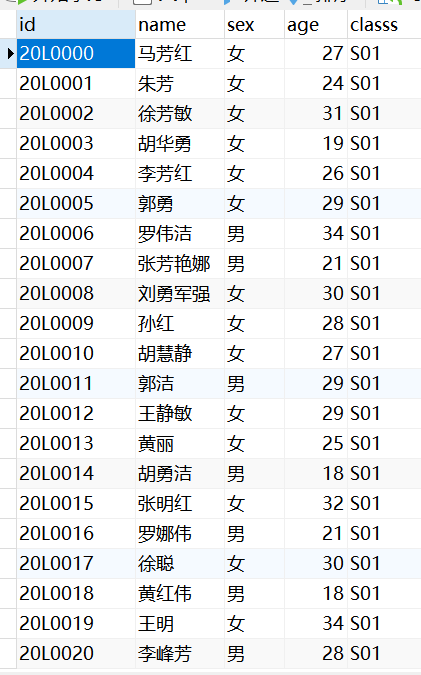 id name sex age classs
20L0000 马芳红 女 27 S01
20L0001 朱芳 女 24 S01
20L0002 徐芳敏 女 31 S01
20L0003 胡华勇 女 19 S01
20L0004 李芳红 女 26 S01
20L0005 郭勇 女 29 S01
20L0006 罗伟洁 男 34 S01
20L0007 张芳艳娜 男 21 S01
20L0008 刘勇军强 女 30 S01
20L0009 孙红 女 28 S01
20L0010 胡慧静 女 27 S01
20L0011 郭洁 男 29 S01
20L0012 王静敏 女 29 S01
20L0013 黄丽 女 25 S01
20L0014 胡勇洁 男 18 S01
20L0015 张明红 女 32 S01
20L0016 罗娜伟 男 21 S01
20L0017 徐聪 女 30 S01
20L0018 黄红伟 男 18 S01
20L0019 王明 女 34 S01
20L0020 李峰芳 男 28 S01